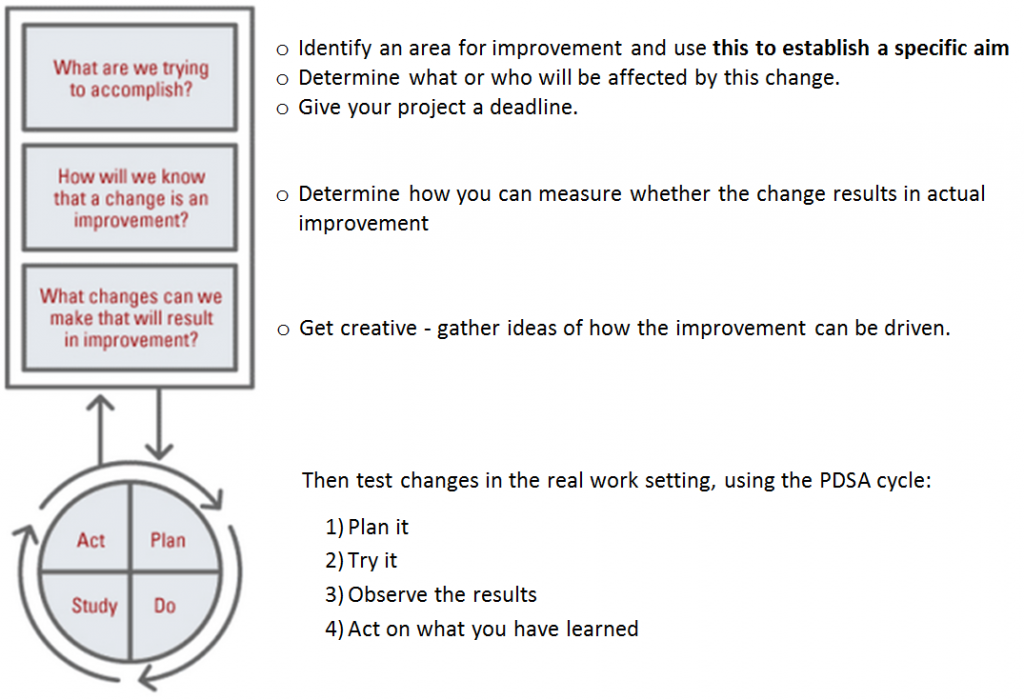 What are we trying
to accomplish?
○ Identify an area for improvement and use this to establish a specific aim
○ Determine what or who will be affected by this change.
○ Give your project a deadline.
How will we know
that a change is an
improvement?
○ Determine how you can measure whether the change results in actual
improvement
What changes can we
make that will result
in improvement?
○ Get creative - gather ideas of how the improvement can be driven.
Act
Plan
Study
Do
Then test changes in the real work setting, using the PDSA cycle:
1) Plan it
2) Try it
3) Observe the results
4) Act on what you have learned